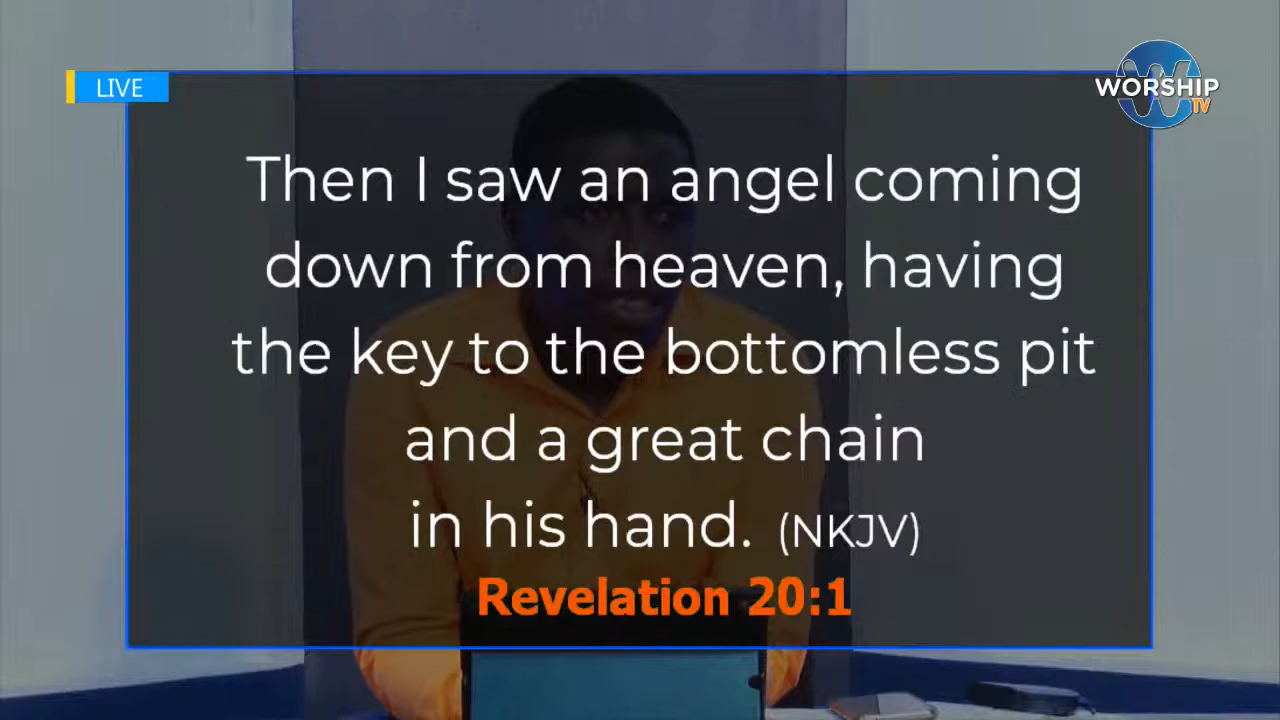 LIVE
WORSHIP
TV
Then I saw an angel coming
down from heaven, having
the key to the bottomless pit
and a great chain
in his hand. (NKJV)
Revelation 20:1